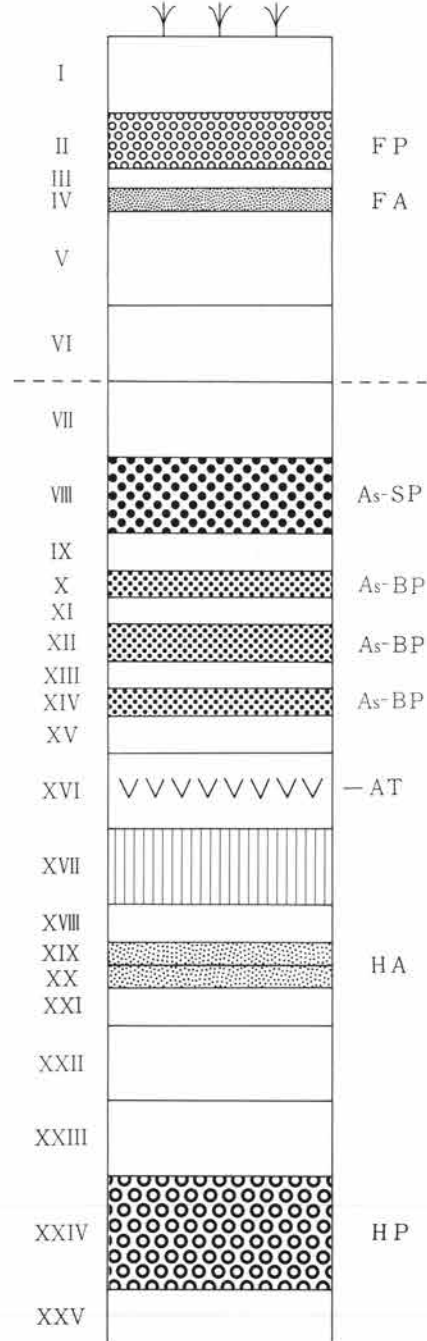 I
II FP
III
IV FA
V
VI
VII
VIII As-SP
IX
X As-BP
XI
XII As-BP
XIII
XIV As-BP
XV
XVI —AT
XVII
XVIII
XIX
HA
XX
XXI
XXII
XXIII
XXIV HP
XXV